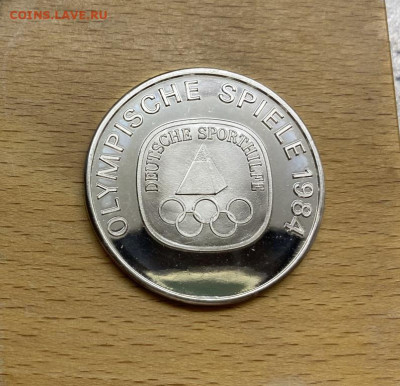 COINS.LAVE.RU
OLYMPISCHE SPIELE 1984
DEUTSCHE SPORTHILFE